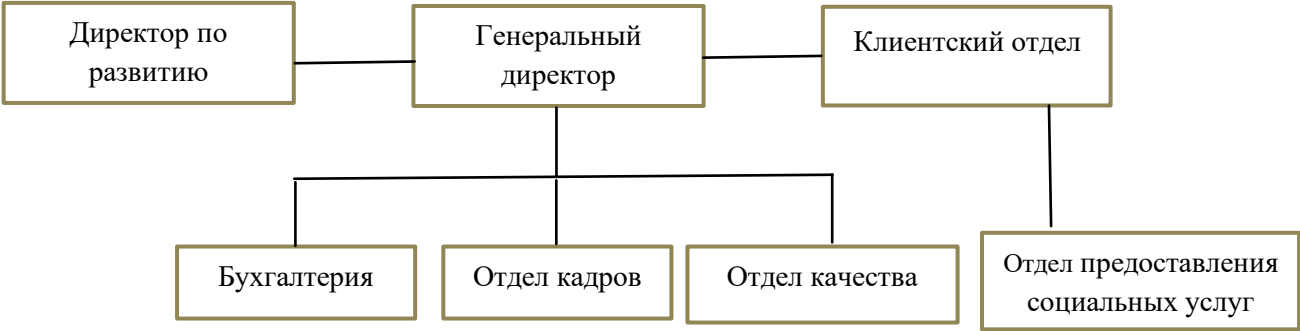 Директор по
развитию
Генеральный
директор
Клиентский отдел
Бухгалтерия
Отдел кадров
Отдел качества
Отдел предоставления
социальных услуг